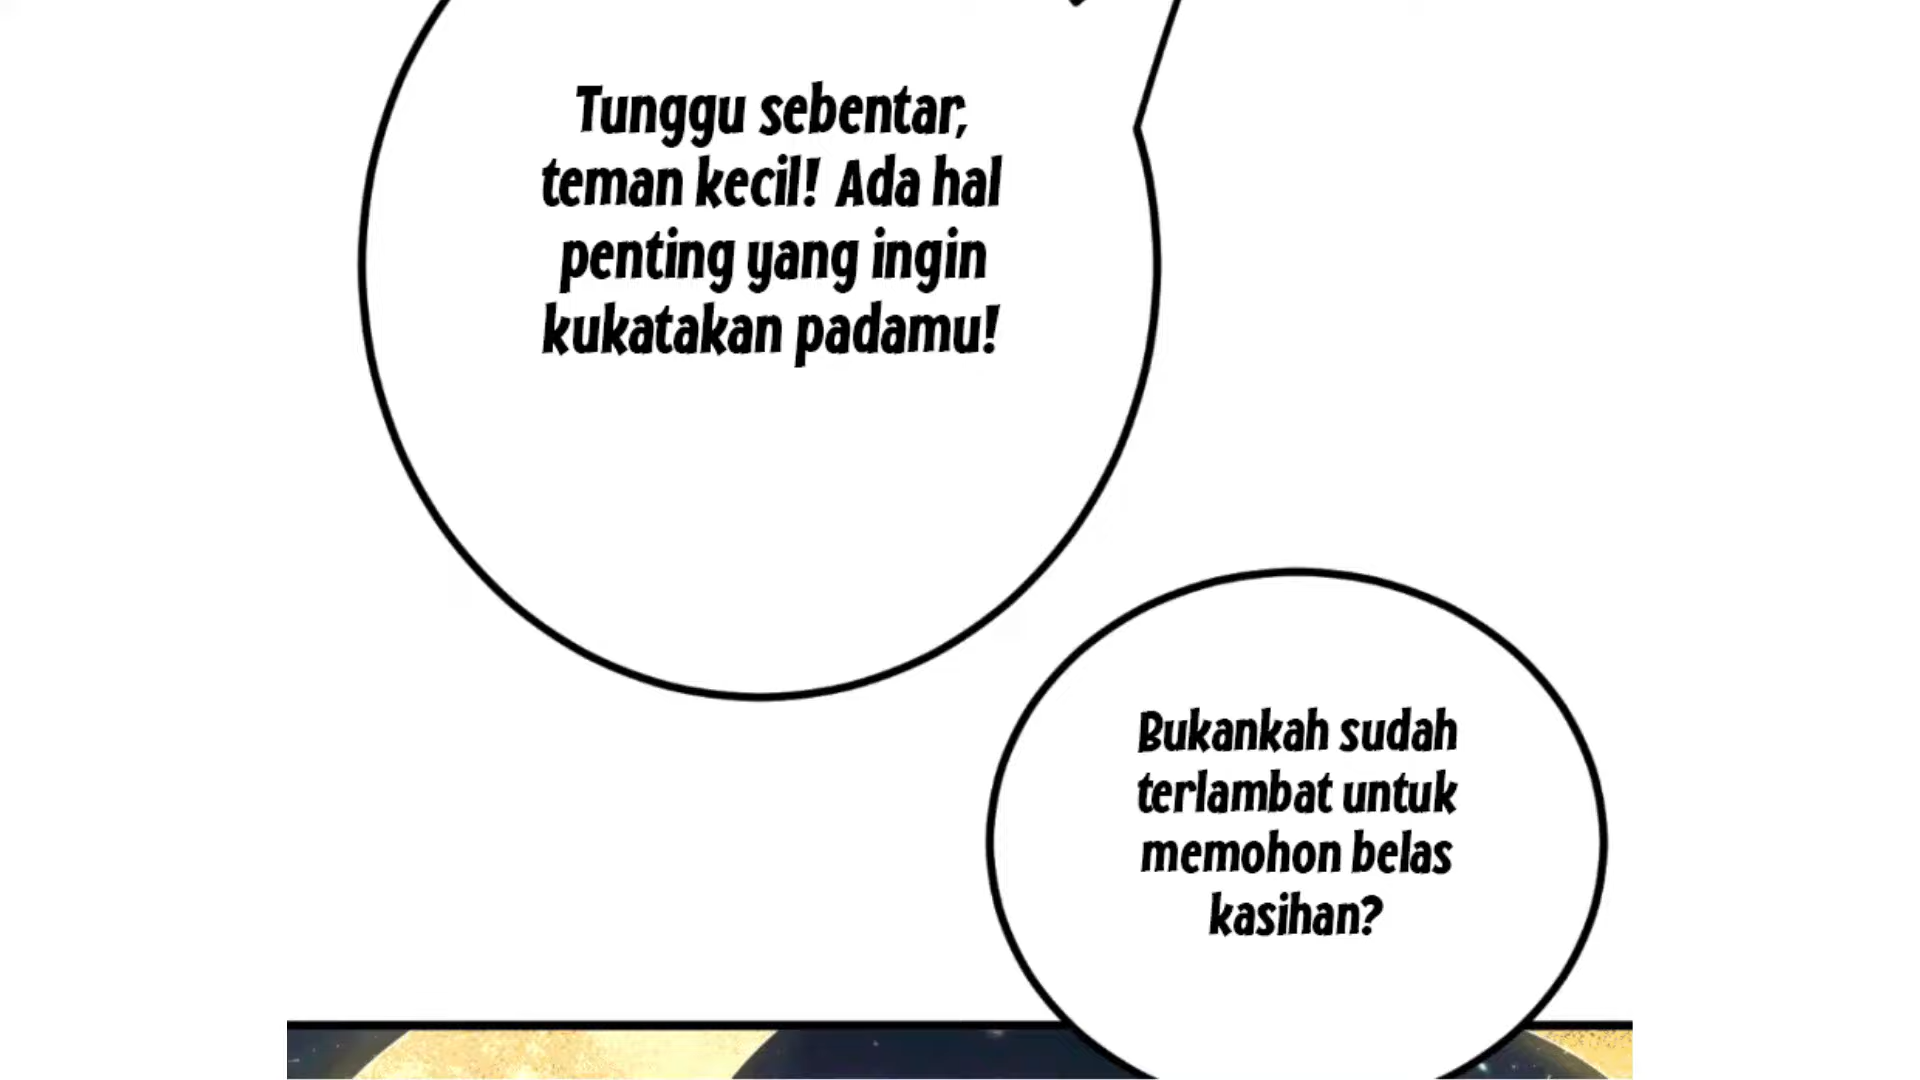 Tunggu sebentar,
teman kecil! Ada hal
penting yang ingin
kukatakan padamu!
Bukankah sudah
terlambat untuk
memohon belas
kasihan?